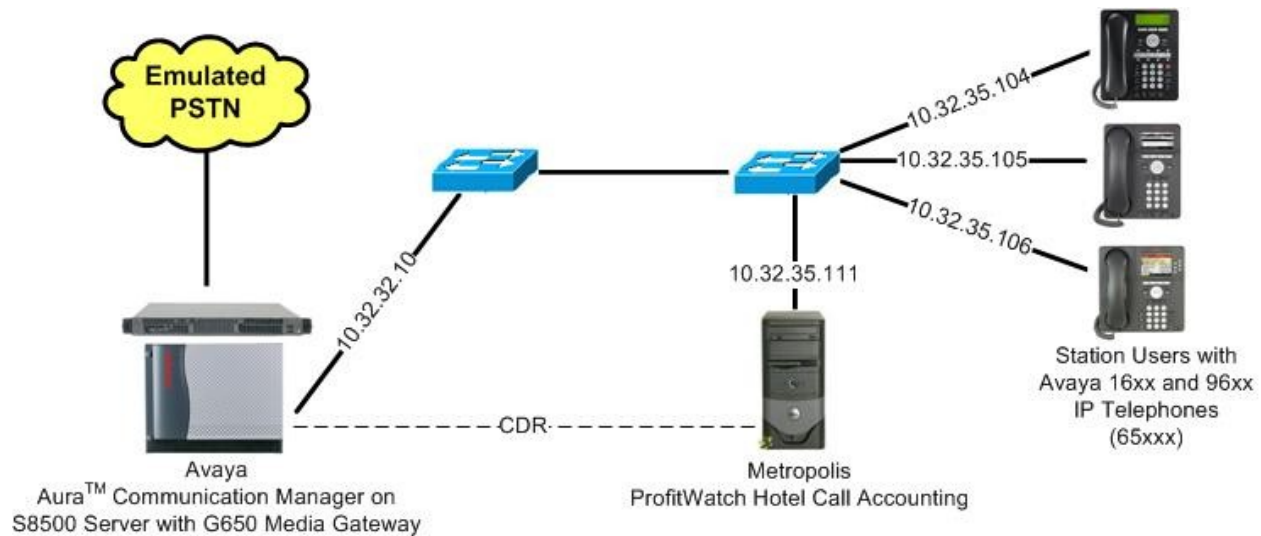 Emulated
PSTN
10.32.35.104
10.32.35.105
10.32.35.106
10.32.32.10
10.32.35.111
CDR
Avaya
Aura™ Communication Manager on
S8500 Server with G650 Media Gateway
Metropolis
ProfitWatch Hotel Call Accounting
Station Users with
Avaya 16xx and 96xx
IP Telephones
(65xxx)